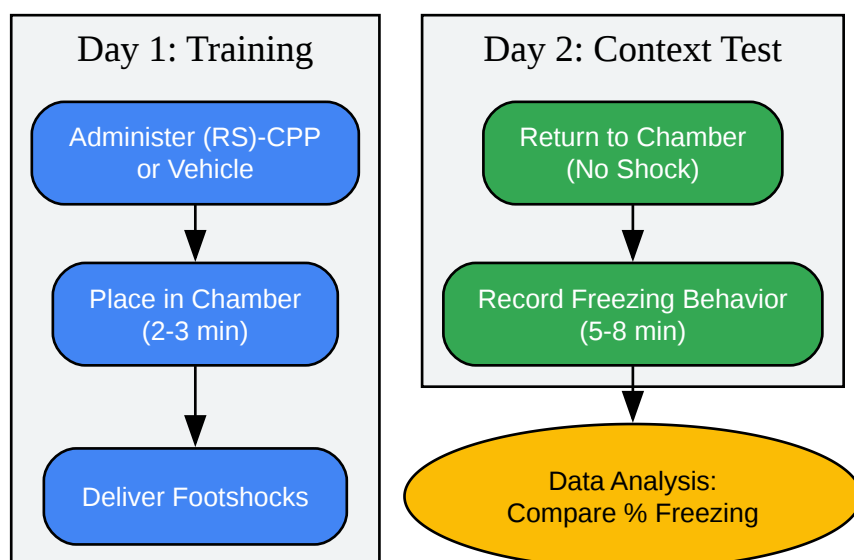 Day 1: Training
Administer (RS)-CPP
or Vehicle
Place in Chamber
(2-3 min)
Deliver Footshocks
Day 2: Context Test
Return to Chamber
(No Shock)
Record Freezing Behavior
(5-8 min)
Data Analysis:
Compare % Freezing